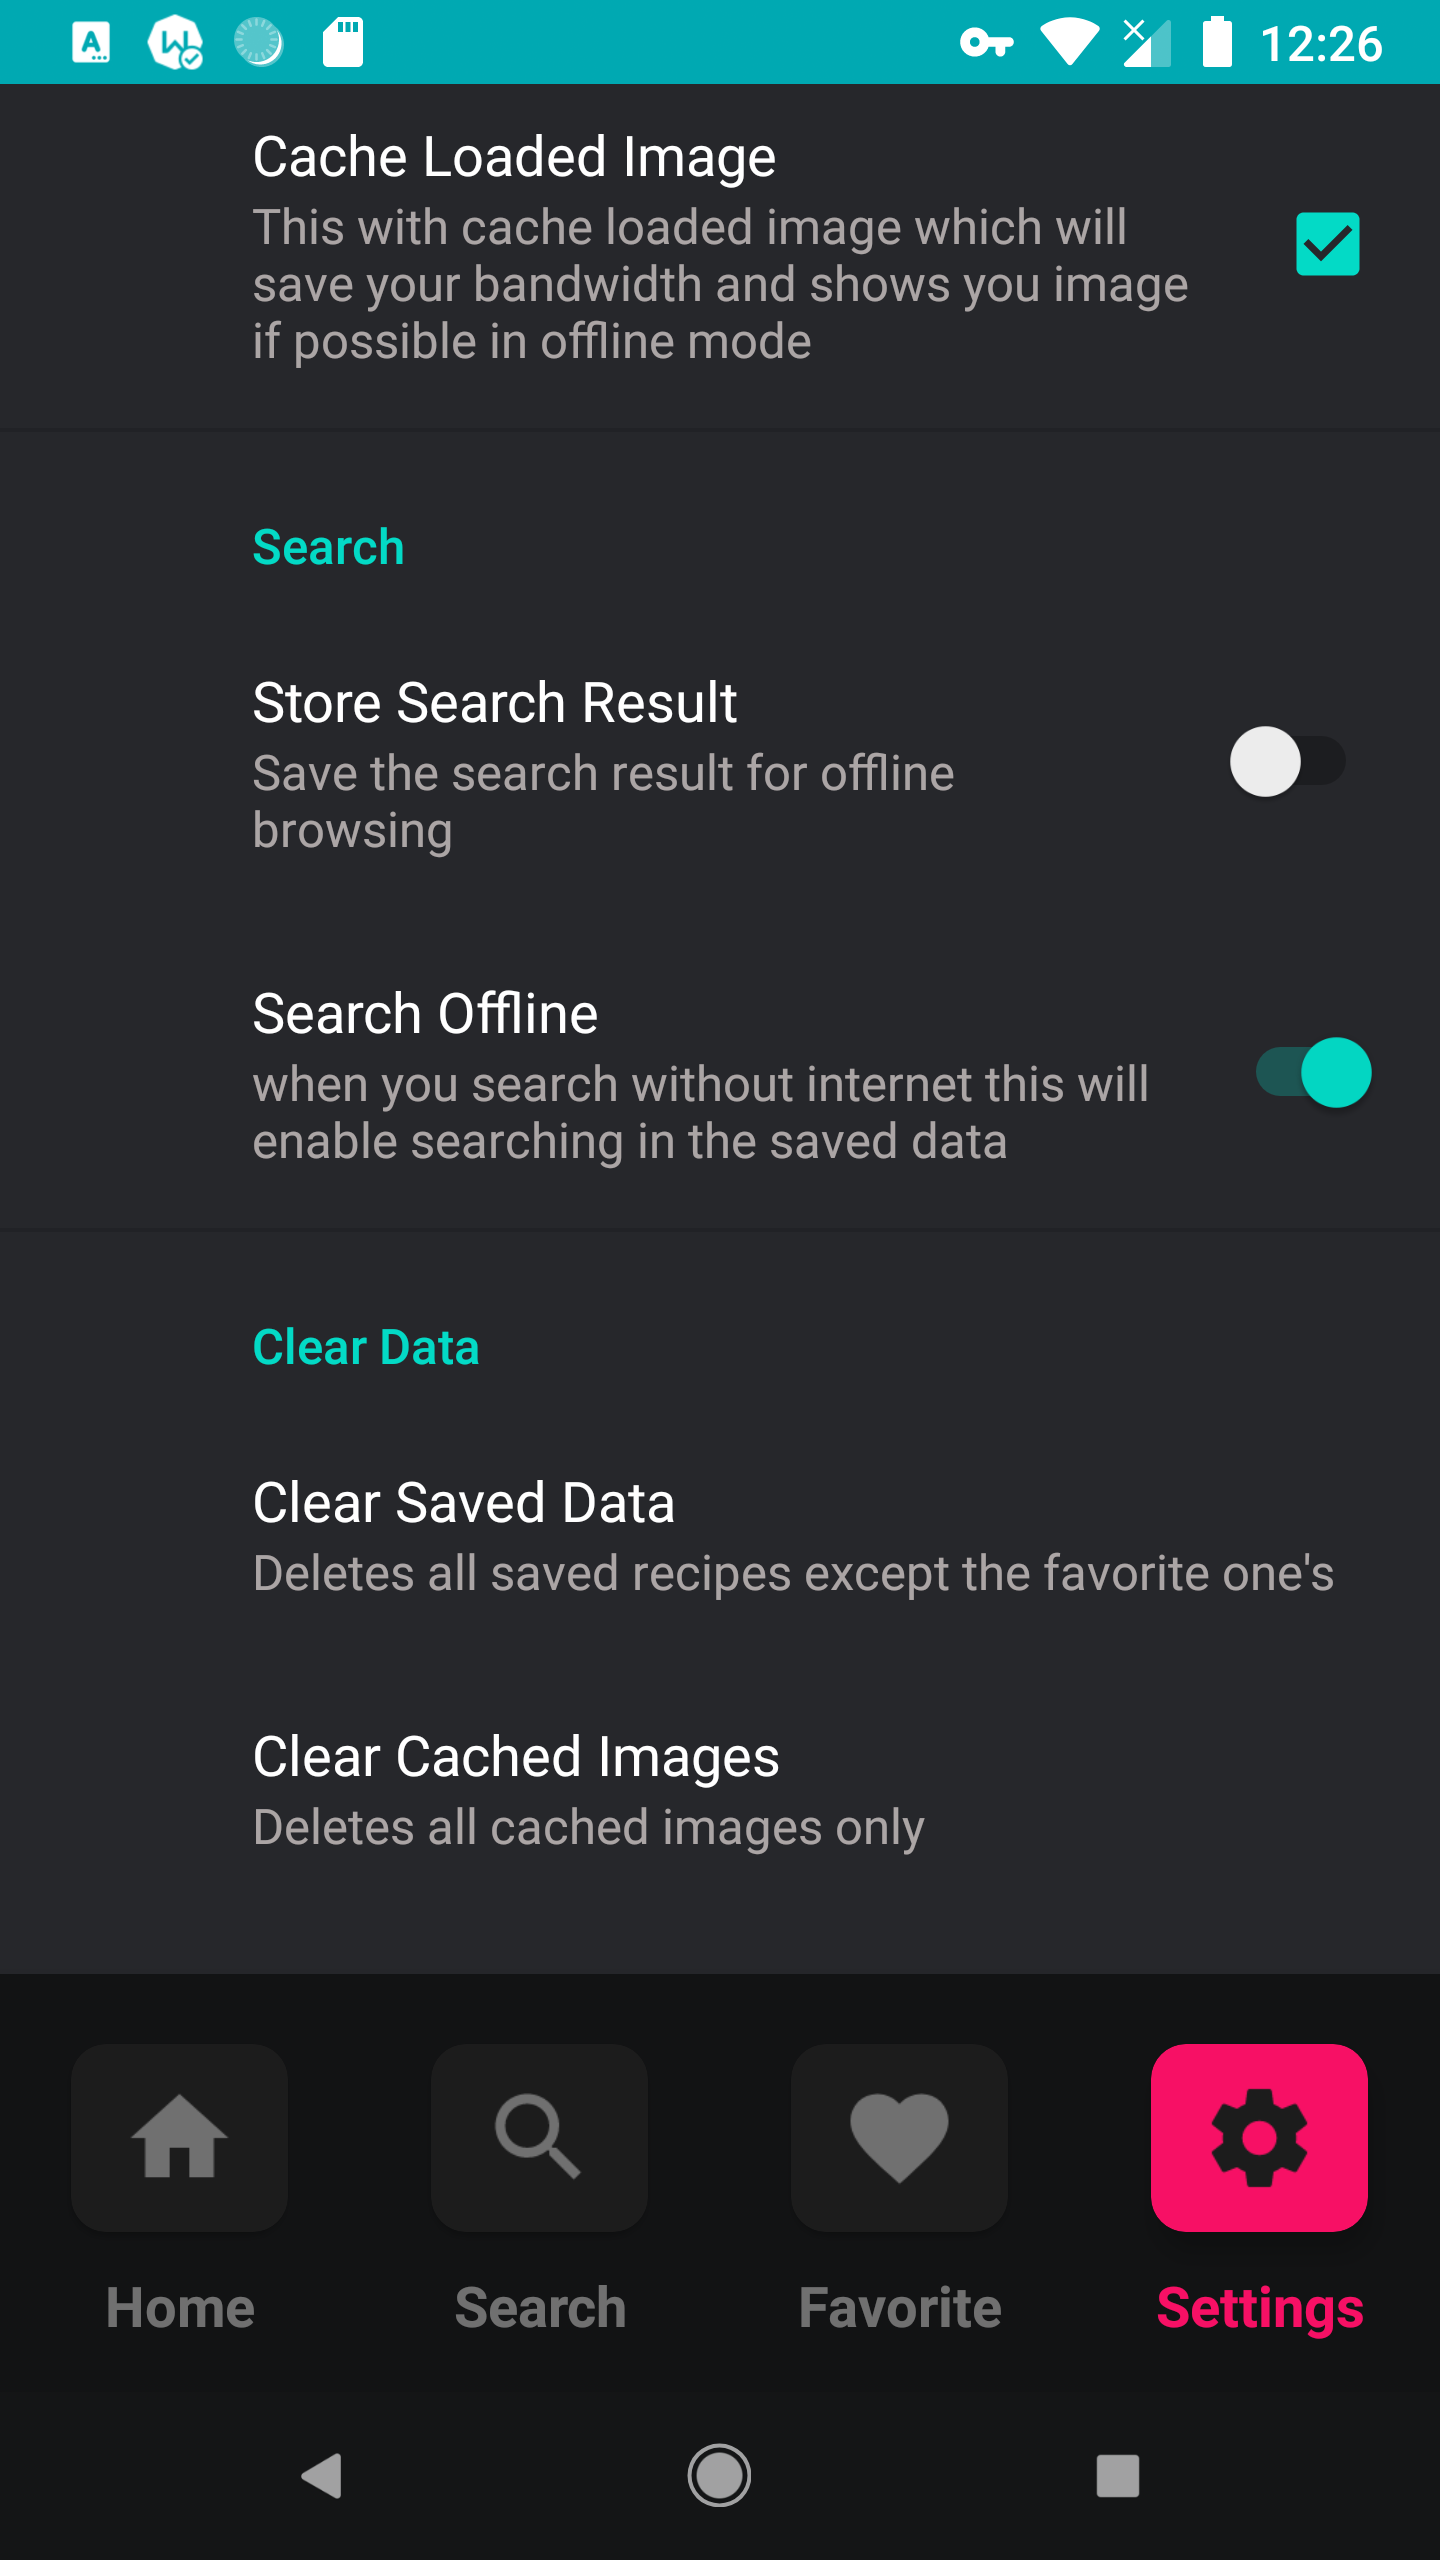 12:26
Cache Loaded Image
This with cache loaded image which will
save your bandwidth and shows you image
if possible in offline mode
Search
Store Search Result
Save the search result for offline
browsing
Search Offline
when you search without internet this will
enable searching in the saved data
Clear Data
Clear Saved Data
Deletes all saved recipes except the favorite one's
Clear Cached Images
Deletes all cached images only
Home
Search
Favorite
Settings